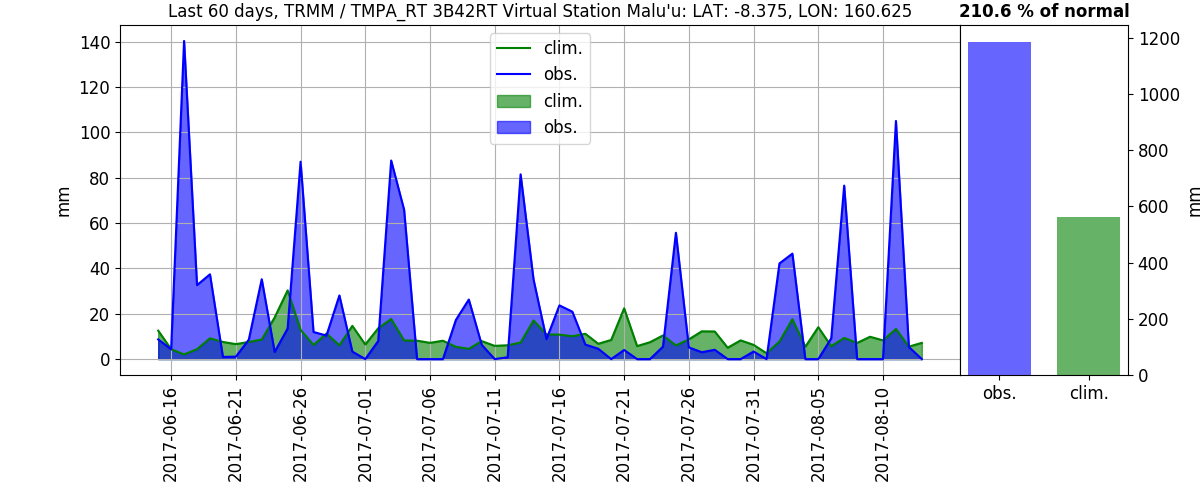 Last 60 days, TRMM / TMPA_RT 3B42RT Virtual Station Malu'u: LAT: -8.375, LON: 160.625
210.6 % of normal
mm
140
120
100
80
60
40
20
0
clim.
obs.
clim.
obs.
2017-06-16
2017-06-21
2017-06-26
2017-07-01
2017-07-06
2017-07-11
2017-07-16
2017-07-21
2017-07-26
2017-07-31
2017-08-05
2017-08-10
1200
1000
800
600
400
200
0
mm
obs.
clim.